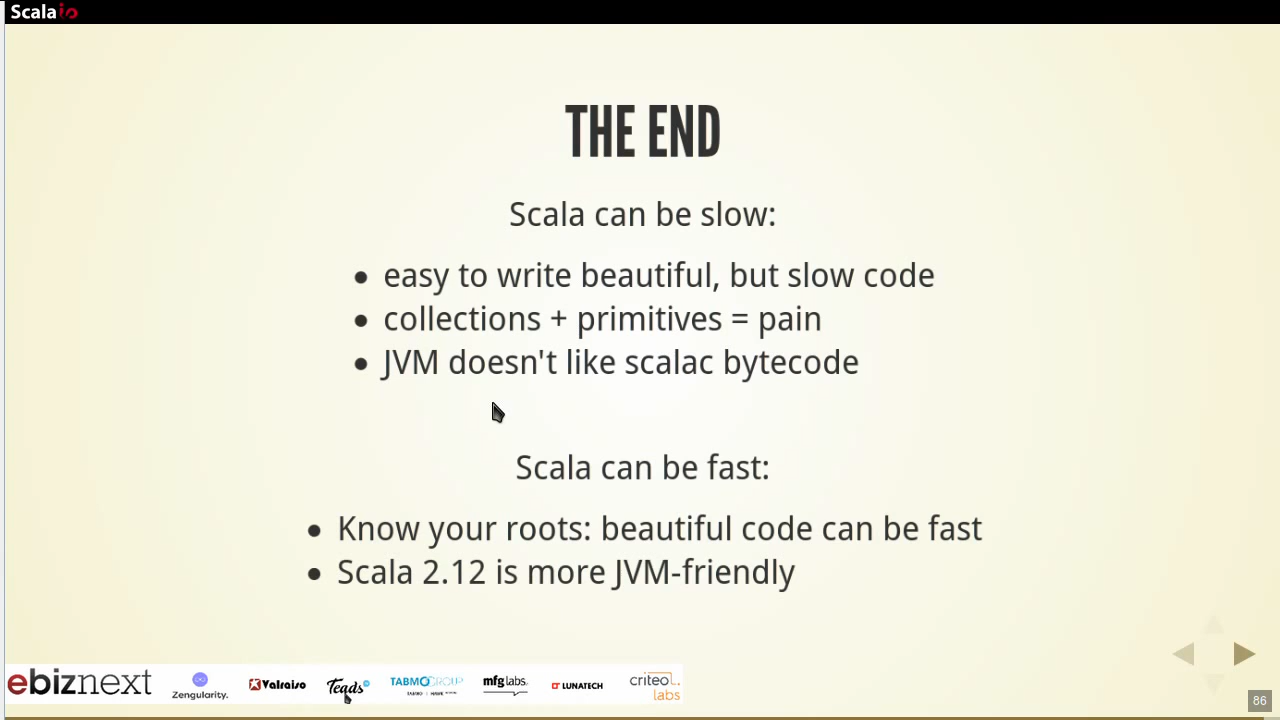 Scalaio
THE END
Scala can be slow:
easy to write beautiful, but slow code
collections + primitives = pain
JVM doesn't like scalac bytecode
Scala can be fast:
Know your roots: beautiful code can be fast
Scala 2.12 is more JVM-friendly
ebiznext
Zengularity.
Valraiso
Teads
TABMOGROUP
mfg labs.
LUNATECH
criteo labs
86